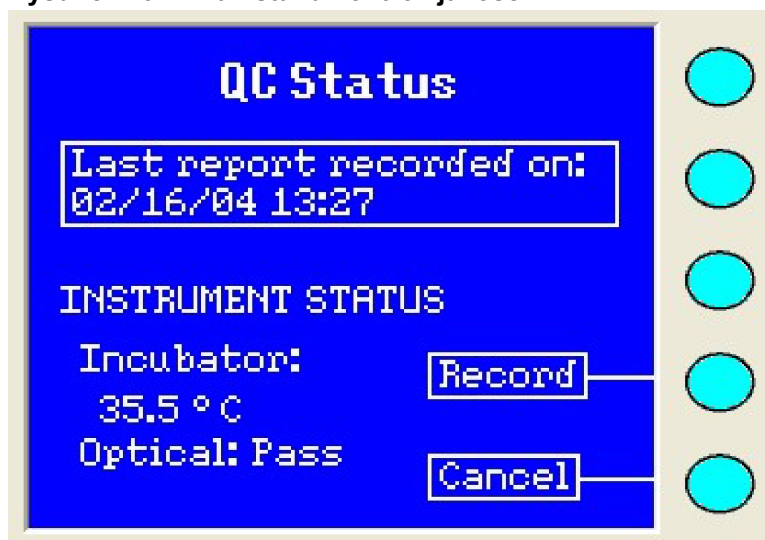 QC Status
Last report recorded on:
02/16/04 13:27
INSTRUMENT STATUS
Incubator:
35.5 ° C
Record
Optical: Pass
Cancel